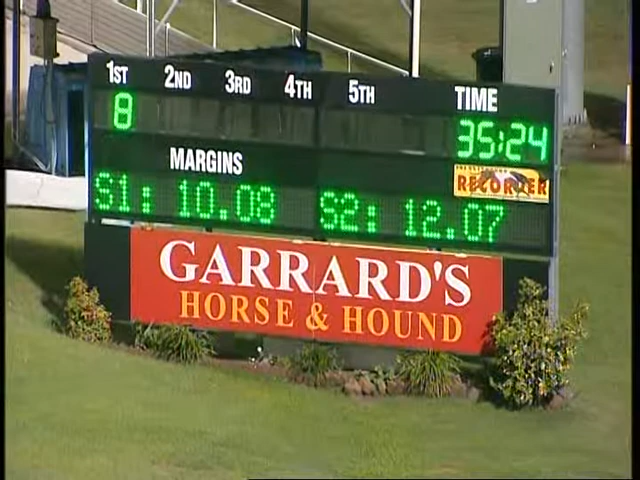 1ST 2ND 3RD 4TH 5TH TIME
8 35:24
MARGINS
RECORDER
S1: 10.08 S2: 12.07
GARRARD'S
HORSE & HOUND